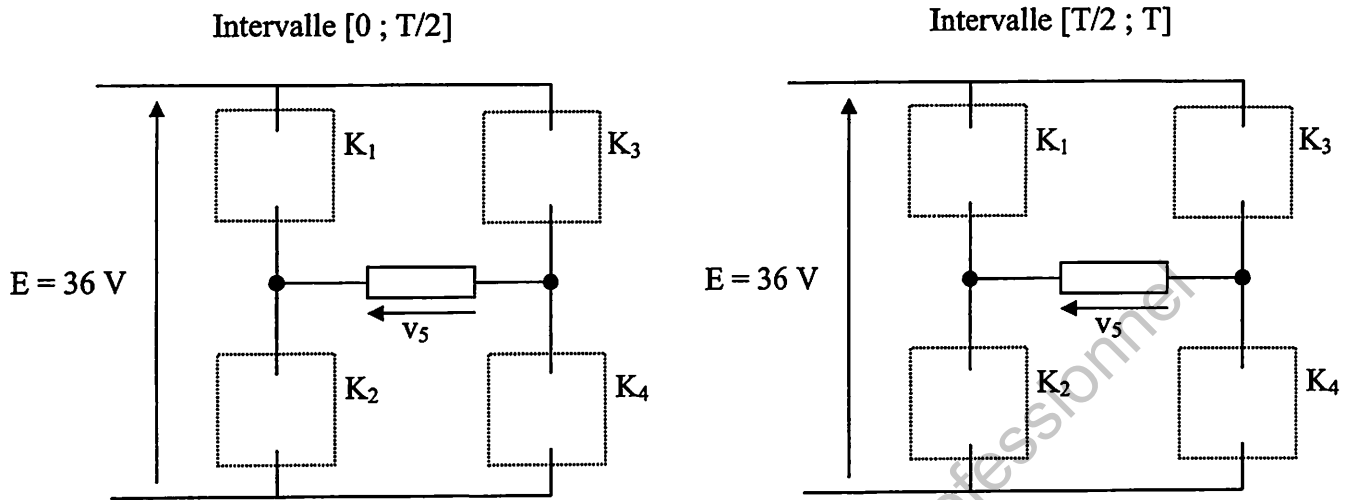 Intervalle [0 ; T/2]
K₁
K₃
E = 36 V
v₅
K₂
K₄
Intervalle [T/2 ; T]
K₁
K₃
E = 36 V
v₅
K₂
K₄